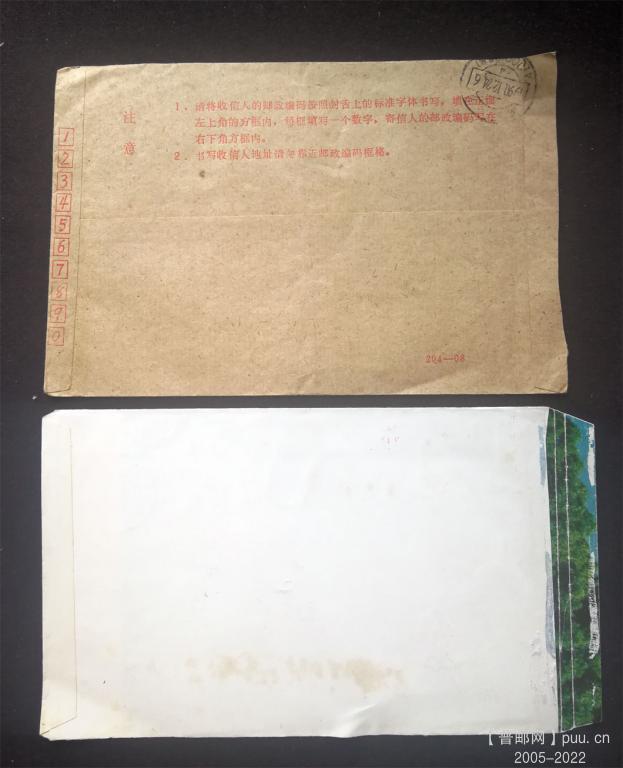 注意
1、请将收信人的邮政编码按照封舌上的标准字体书写，填在正面
左上角的方框内，每框填写一个数字，寄信人的邮政编码写在
右下角方框内。
2、书写收信人地址请勿靠近邮政编码框格。
1
2
3
4
5
6
7
8
9
0
204—08
【普邮网】puu.cn
2005-2022